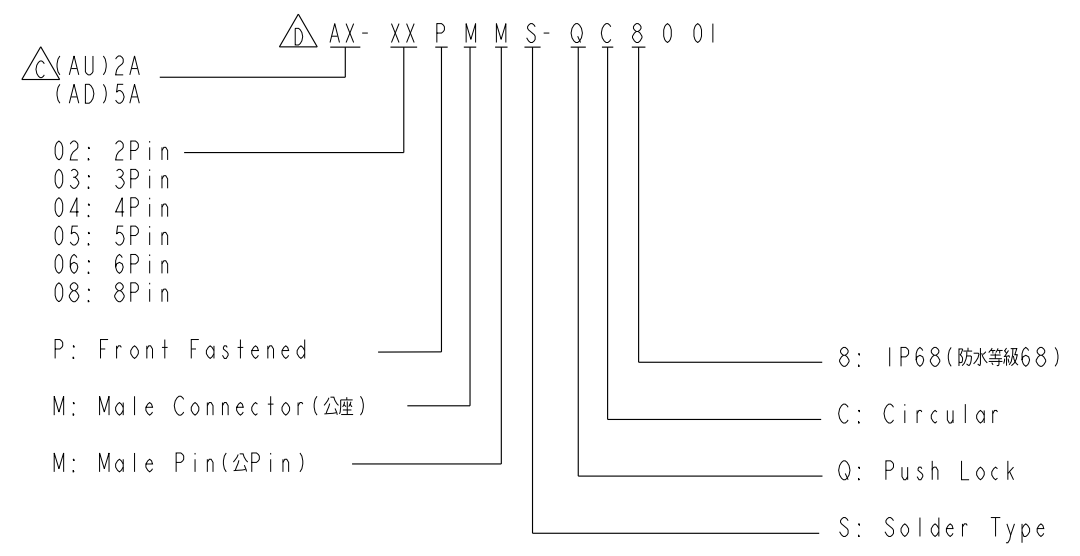 D AX- XX P M M S- Q C 8 0 01
C (AU)2A
(AD)5A
02: 2Pin
03: 3Pin
04: 4Pin
05: 5Pin
06: 6Pin
08: 8Pin
P: Front Fastened
M: Male Connector(公座)
M: Male Pin(公Pin)
8: IP68(防水等級68)
C: Circular
Q: Push Lock
S: Solder Type